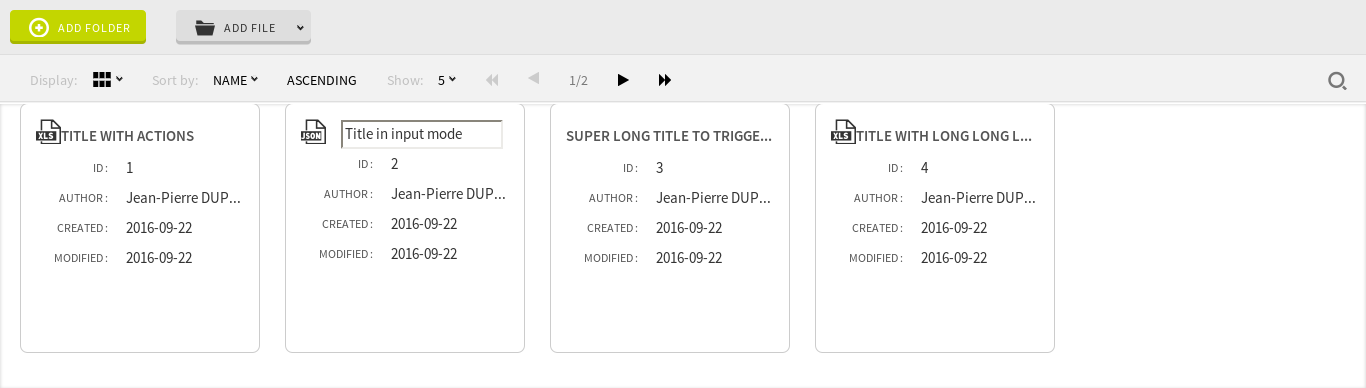 ADD FOLDER
ADD FILE
Display:
Sort by: NAME
ASCENDING
Show: 5
1/2
XLS TITLE WITH ACTIONS
ID: 1
AUTHOR: Jean-Pierre DUP...
CREATED: 2016-09-22
MODIFIED: 2016-09-22
JSON Title in input mode
ID: 2
AUTHOR: Jean-Pierre DUP...
CREATED: 2016-09-22
MODIFIED: 2016-09-22
SUPER LONG TITLE TO TRIGGE...
ID: 3
AUTHOR: Jean-Pierre DUP...
CREATED: 2016-09-22
MODIFIED: 2016-09-22
XLS TITLE WITH LONG LONG L...
ID: 4
AUTHOR: Jean-Pierre DUP...
CREATED: 2016-09-22
MODIFIED: 2016-09-22